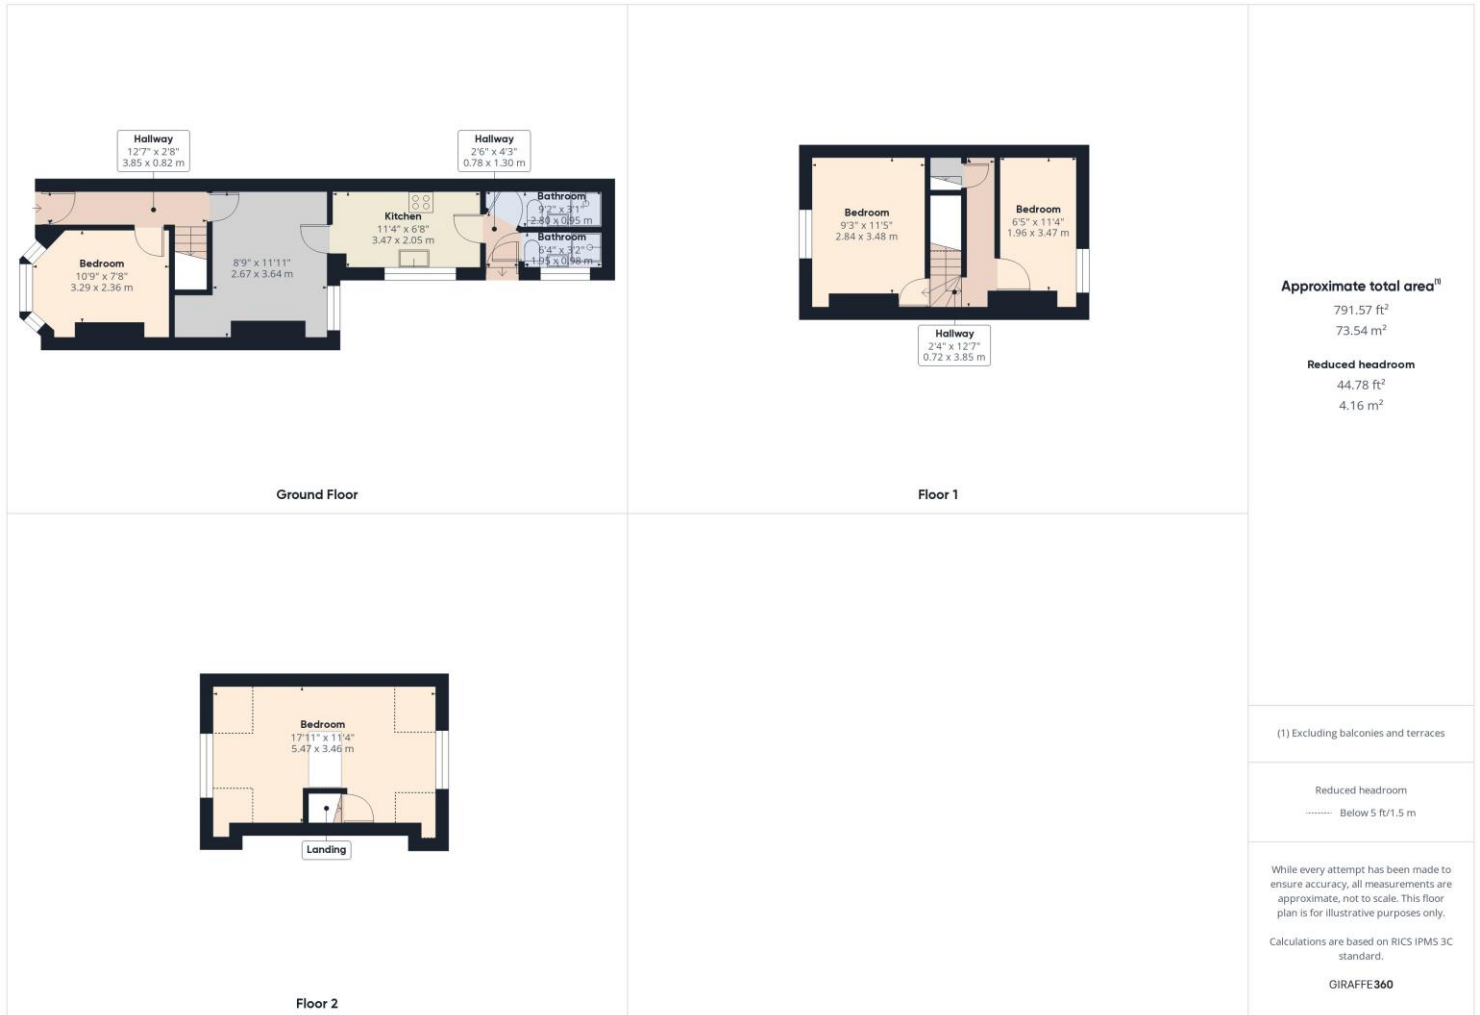 Hallway
12'7" x 2'8"
3.85 x 0.82 m
Hallway
2'6" x 4'3"
0.78 x 1.30 m
Bedroom
10'9" x 7'8"
3.29 x 2.36 m
8'9" x 11'11"
2.67 x 3.64 m
Kitchen
11'4" x 6'8"
3.47 x 2.05 m
Bathroom
9'2" x 3'1"
2.80 x 0.95 m
Bathroom
6'4" x 3'2"
1.95 x 0.98 m
Ground Floor
Bedroom
9'3" x 11'5"
2.84 x 3.48 m
Bedroom
6'5" x 11'4"
1.96 x 3.47 m
Hallway
2'4" x 12'7"
0.72 x 3.85 m
Floor 1
Bedroom
17'11" x 11'4"
5.47 x 3.46 m
Landing
Floor 2
Approximate total area(1)
791.57 ft²
73.54 m²
Reduced headroom
44.78 ft²
4.16 m²
(1) Excluding balconies and terraces
Reduced headroom
Below 5 ft/1.5 m
While every attempt has been made to
ensure accuracy, all measurements are
approximate, not to scale. This floor
plan is for illustrative purposes only.
Calculations are based on RICS IPMS 3C
standard.
GIRAFFE360